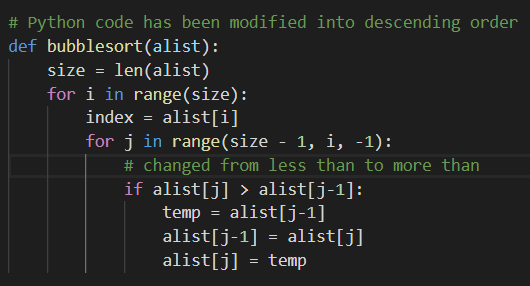 # Python code has been modified into descending order
def bubblesort(alist):
    size = len(alist)
    for i in range(size):
        index = alist[i]
        for j in range(size - 1, i, -1):
            # changed from less than to more than
            if alist[j] > alist[j-1]:
                temp = alist[j-1]
                alist[j-1] = alist[j]
                alist[j] = temp